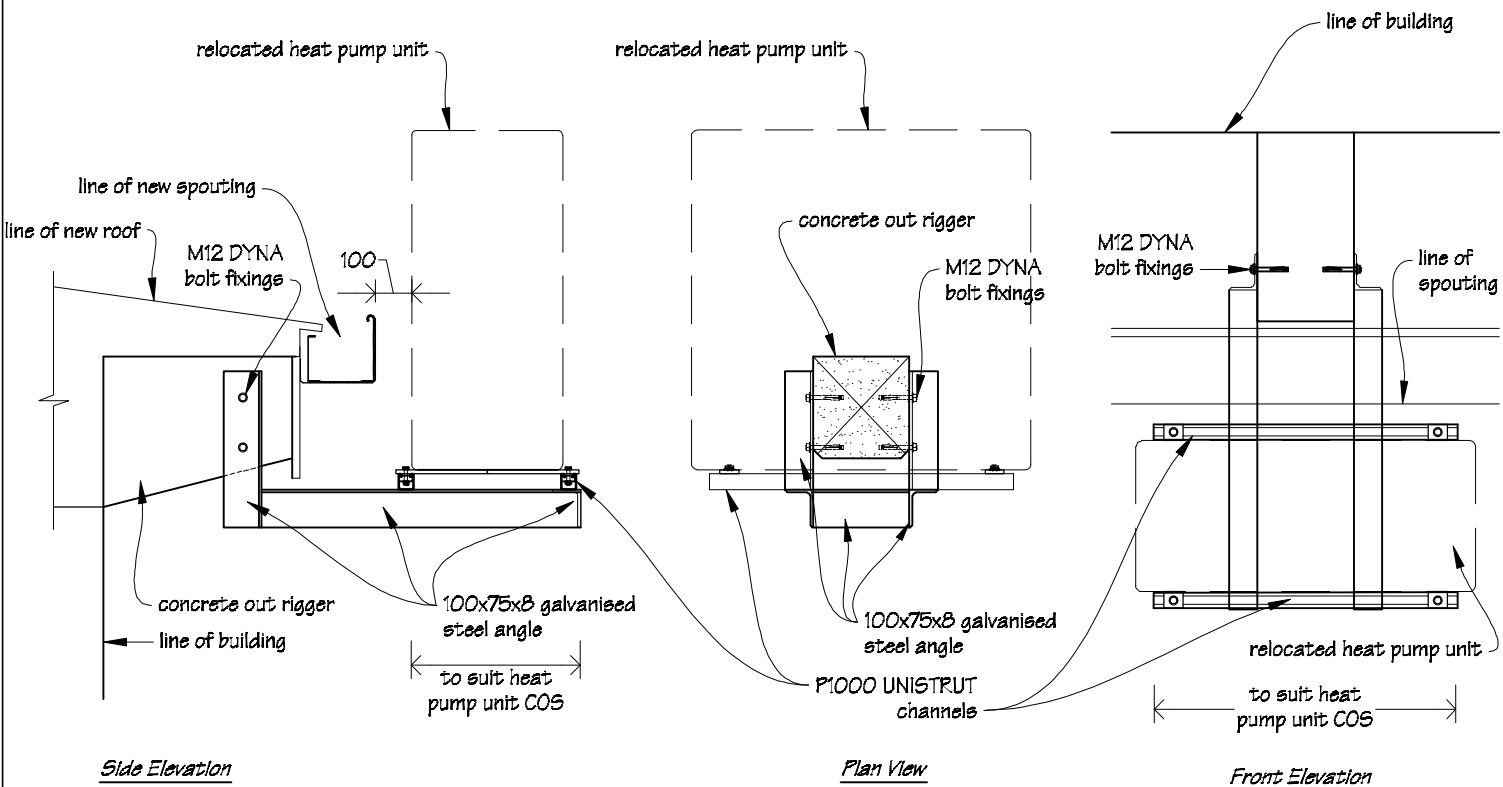 relocated heat pump unit
line of new spouting
line of new roof
M12 DYNA
bolt fixings
100
concrete out rigger
line of building
100x75x8 galvanised
steel angle
to suit heat
pump unit COS
Side Elevation
relocated heat pump unit
concrete out rigger
M12 DYNA
bolt fixings
100x75x8 galvanised
steel angle
P1000 UNISTRUT
channels
Plan View
line of building
M12 DYNA
bolt fixings
line of
spouting
relocated heat pump unit
to suit heat
pump unit COS
Front Elevation